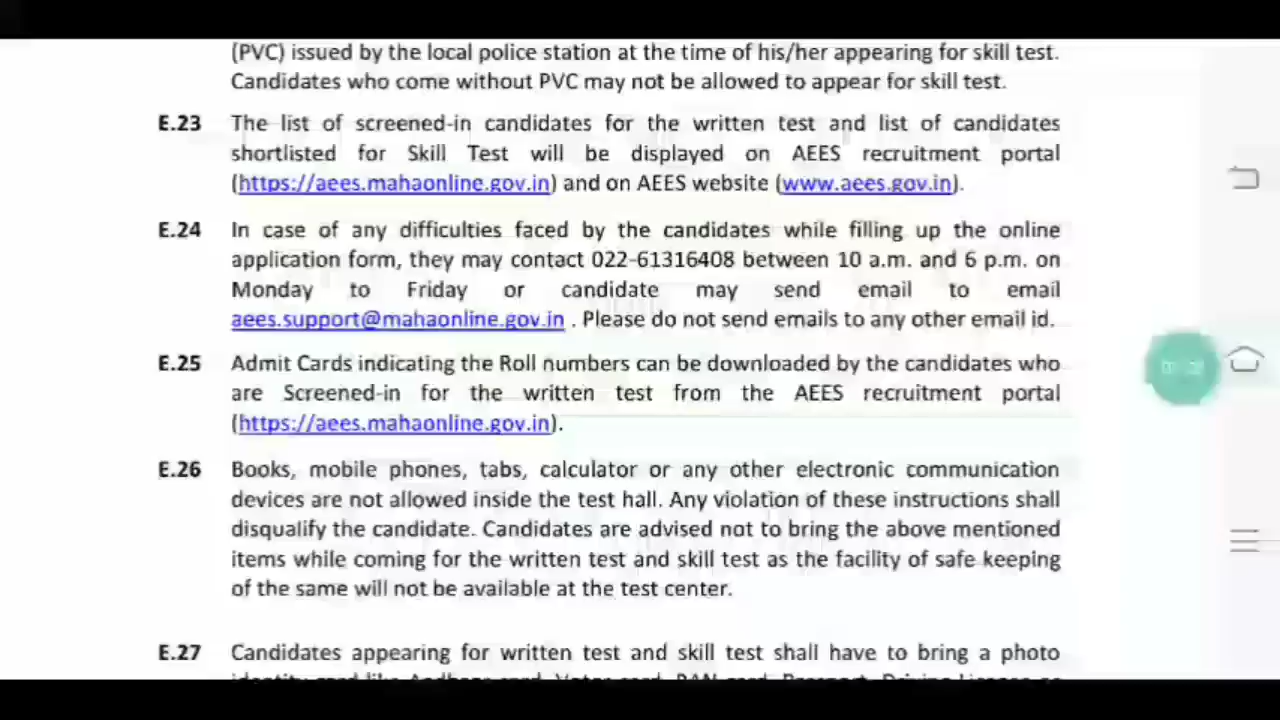 (PVC) issued by the local police station at the time of his/her appearing for skill test.
Candidates who come without PVC may not be allowed to appear for skill test.
E.23 The list of screened-in candidates for the written test and list of candidates
shortlisted for Skill Test will be displayed on AEES recruitment portal
(https://aees.mahaonline.gov.in) and on AEES website (www.aees.gov.in).
E.24 In case of any difficulties faced by the candidates while filling up the online
application form, they may contact 022-61316408 between 10 a.m. and 6 p.m. on
Monday to Friday or candidate may send email to email
aees.support@mahaonline.gov.in . Please do not send emails to any other email id.
E.25 Admit Cards indicating the Roll numbers can be downloaded by the candidates who
are Screened-in for the written test from the AEES recruitment portal
(https://aees.mahaonline.gov.in).
E.26 Books, mobile phones, tabs, calculator or any other electronic communication
devices are not allowed inside the test hall. Any violation of these instructions shall
disqualify the candidate. Candidates are advised not to bring the above mentioned
items while coming for the written test and skill test as the facility of safe keeping
of the same will not be available at the test center.
E.27 Candidates appearing for written test and skill test shall have to bring a photo